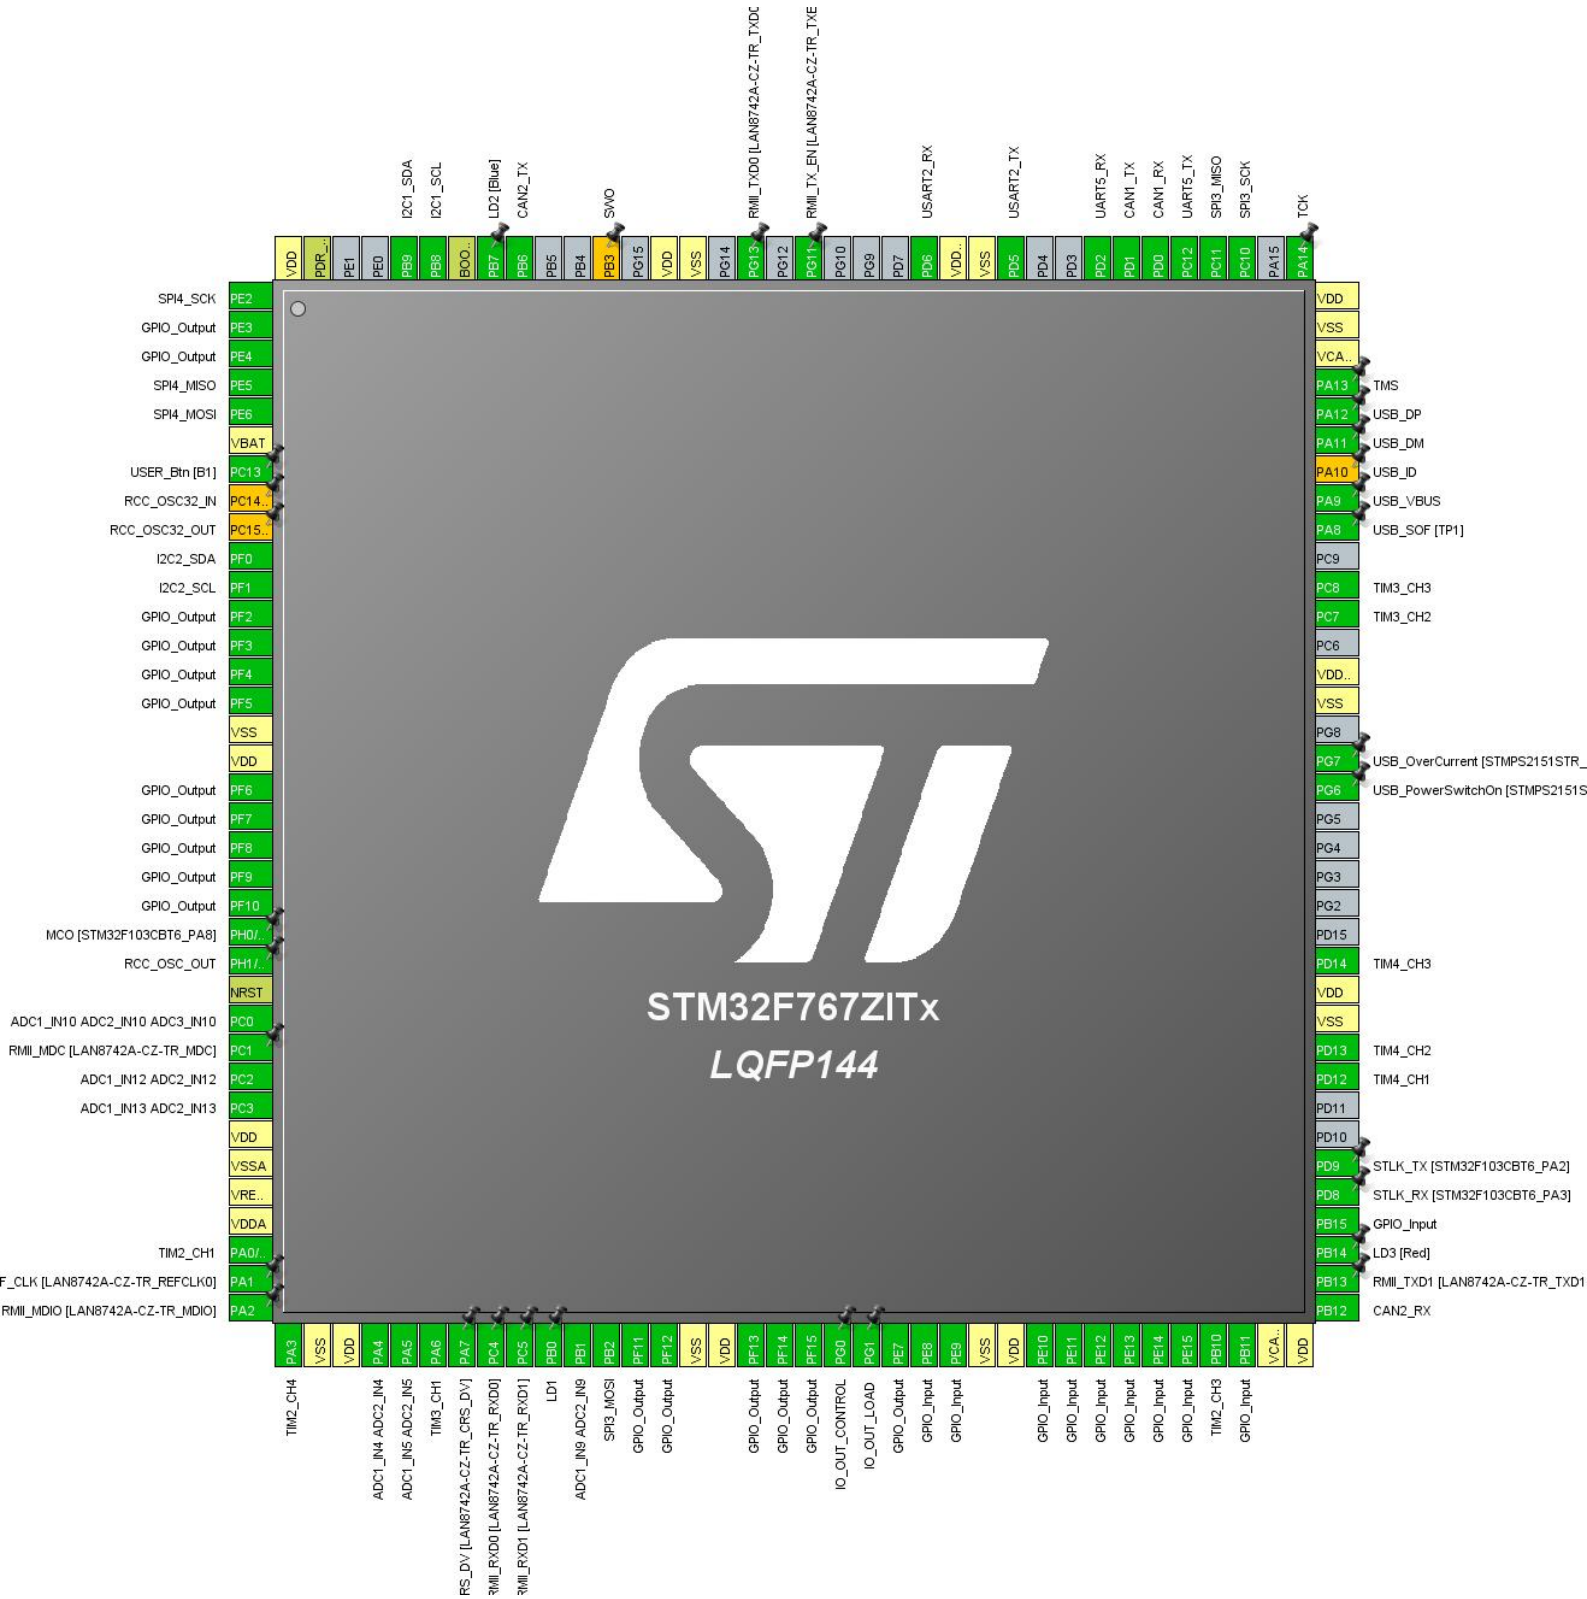 I2C1_SDA
I2C1_SCL
LD2 [Blue]
CAN2_TX
SWO
RMII_TXD0 [LAN8742A-CZ-TR_TXD0
RMII_TX_EN [LAN8742A-CZ-TR_TXE
USART2_RX
USART2_TX
UART5_RX
CAN1_TX
CAN1_RX
UART5_TX
SPI3_MISO
SPI3_SCK
TCK
VDD
PDR_..
PE1
PE0
PB9
PB8
BOO..
PB7
PB6
PB5
PB4
PB3
PG15
VDD
VSS
PG14
PG13
PG12
PG11
PG10
PG9
PD7
PD6
VDD..
VSS
PD5
PD4
PD3
PD2
PD1
PD0
PC12
PC11
PC10
PA15
PA14
SPI4_SCK PE2
GPIO_Output PE3
GPIO_Output PE4
SPI4_MISO PE5
SPI4_MOSI PE6
VBAT
USER_Btn [B1] PC13
RCC_OSC32_IN PC14..
RCC_OSC32_OUT PC15..
I2C2_SDA PF0
I2C2_SCL PF1
GPIO_Output PF2
GPIO_Output PF3
GPIO_Output PF4
GPIO_Output PF5
VSS
VDD
GPIO_Output PF6
GPIO_Output PF7
GPIO_Output PF8
GPIO_Output PF9
GPIO_Output PF10
MCO [STM32F103CBT6_PA8] PH0/..
RCC_OSC_OUT PH1/..
NRST
ADC1_IN10 ADC2_IN10 ADC3_IN10 PC0
RMII_MDC [LAN8742A-CZ-TR_MDC] PC1
ADC1_IN12 ADC2_IN12 PC2
ADC1_IN13 ADC2_IN13 PC3
VDD
VSSA
VRE..
VDDA
TIM2_CH1 PA0/..
F_CLK [LAN8742A-CZ-TR_REFCLK0] PA1
RMII_MDIO [LAN8742A-CZ-TR_MDIO] PA2
ST
STM32F767ZITx
LQFP144
VDD
VSS
VCA..
PA13 TMS
PA12 USB_DP
PA11 USB_DM
PA10 USB_ID
PA9 USB_VBUS
PA8 USB_SOF [TP1]
PC9
PC8 TIM3_CH3
PC7 TIM3_CH2
PC6
VDD..
VSS
PG8
PG7 USB_OverCurrent [STMPS2151STR_
PG6 USB_PowerSwitchOn [STMPS2151S
PG5
PG4
PG3
PG2
PD15
PD14 TIM4_CH3
VDD
VSS
PD13 TIM4_CH2
PD12 TIM4_CH1
PD11
PD10
PD9 STLK_TX [STM32F103CBT6_PA2]
PD8 STLK_RX [STM32F103CBT6_PA3]
PB15 GPIO_Input
PB14 LD3 [Red]
PB13 RMII_TXD1 [LAN8742A-CZ-TR_TXD1
PB12 CAN2_RX
PA3
VSS
VDD
PA4
PA5
PA6
PA7
PC4
PC5
PB0
PB1
PB2
PF11
PF12
VSS
VDD
PF13
PF14
PF15
PG0
PG1
PE7
PE8
PE9
VSS
VDD
PE10
PE11
PE12
PE13
PE14
PE15
PB10
PB11
VCA..
VDD
TIM2_CH4
ADC1_IN4 ADC2_IN4
ADC1_IN5 ADC2_IN5
TIM3_CH1
RS_DV [LAN8742A-CZ-TR_CRS_DV]
RMII_RXD0 [LAN8742A-CZ-TR_RXD0]
RMII_RXD1 [LAN8742A-CZ-TR_RXD1]
LD1
ADC1_IN9 ADC2_IN9
SPI3_MOSI
GPIO_Output
GPIO_Output
GPIO_Output
GPIO_Output
GPIO_Output
IO_OUT_CONTROL
IO_OUT_LOAD
GPIO_Output
GPIO_Input
GPIO_Input
GPIO_Input
GPIO_Input
GPIO_Input
GPIO_Input
GPIO_Input
GPIO_Input
TIM2_CH3
GPIO_Input